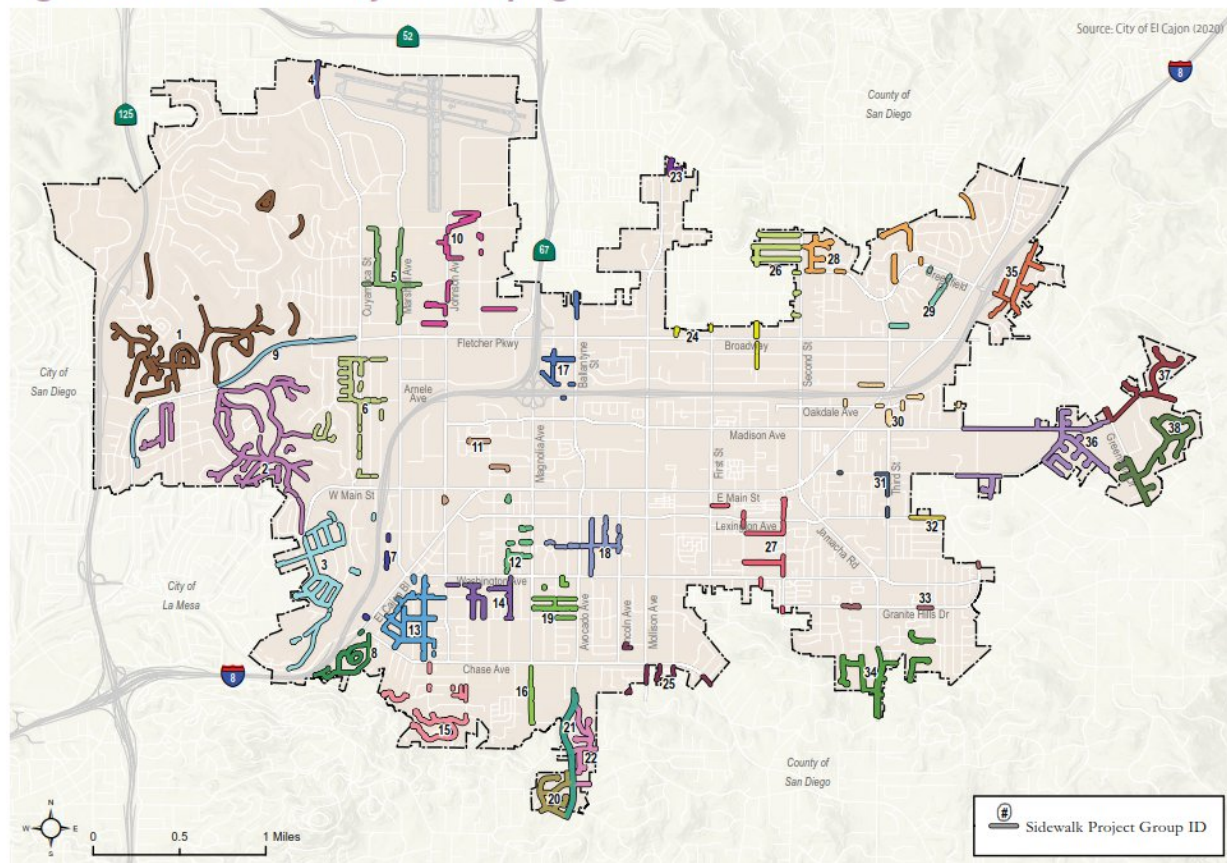 Source: City of El Cajon (2020)
52
8
4
125
County of
San Diego
23
67
10
26
28
5
Cuyamaca St
Marshall Ave
Johnson Ave
35
29
1
9
Fletcher Pkwy
24
Broadway
Second St
17
Ballantyne
St
City of
San Diego
37
Arnele
Ave
6
Oakdale Ave
30
38
36
11
Magnolia Ave
First St
Madison Ave
2
31
Third St
W Main St
E Main St
Lexington Ave
32
18
27
Jamacha Rd
3
7
12
Washington Ave
City of
La Mesa
El Cajon Bl
14
33
13
19
Avocado Ave
Mollison Ave
Granite Hills Dr
8
Chase Ave
34
8
16
25
15
21
22
County of
San Diego
20
N
W
E
S
0
0.5
1 Miles
#
Sidewalk Project Group ID